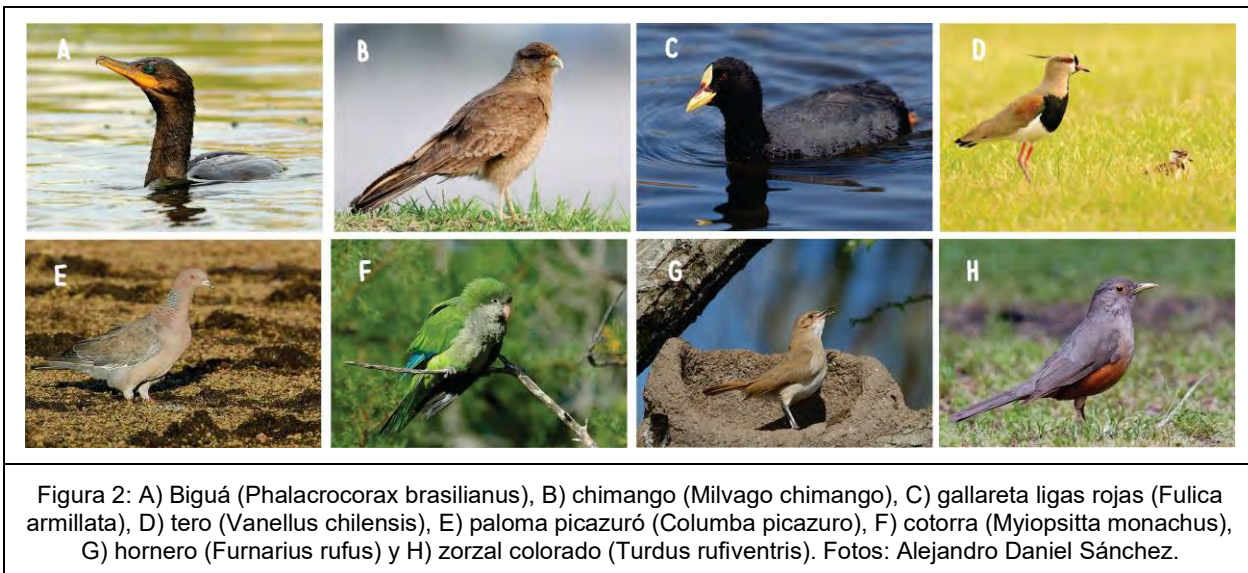 A
B
C
D
E
F
G
H
Figura 2: A) Biguá (Phalacrocorax brasilianus), B) chimango (Milvago chimango), C) gallareta ligas rojas (Fulica
armillata), D) tero (Vanellus chilensis), E) paloma picazuró (Columba picazuro), F) cotorra (Myiopsitta monachus),
G) hornero (Furnarius rufus) y H) zorzal colorado (Turdus rufiventris). Fotos: Alejandro Daniel Sánchez.